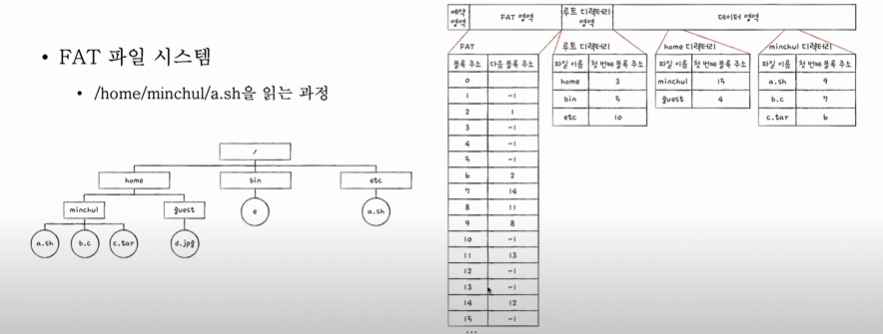 • FAT 파일 시스템
• /home/minchul/a.sh을 읽는 과정
/
home bin etc
minchul guest e a.sh
a.sh b.c c.tar d.jpg
예약 영역 FAT 영역 루트 디렉터리 영역 데이터 영역
FAT
블록 주소 다음 블록 주소
0
1 -1
2 1
3 -1
4 -1
5 -1
6 2
7 14
8 11
9 8
10 -1
11 13
12 -1
13 -1
14 12
15 -1
...
루트 디렉터리
파일 이름 첫 번째 블록 주소
home 3
bin 5
etc 10
home 디렉터리
파일 이름 첫 번째 블록 주소
minchul 15
guest 4
minchul 디렉터리
파일 이름 첫 번째 블록 주소
a.sh 9
b.c 7
c.tar 6